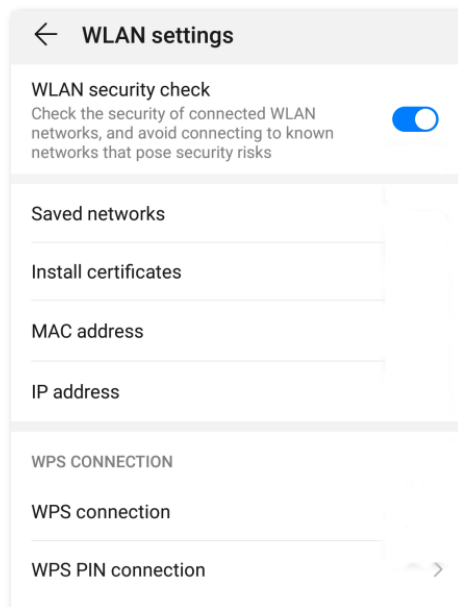 WLAN settings
WLAN security check
Check the security of connected WLAN
networks, and avoid connecting to known
networks that pose security risks
Saved networks
Install certificates
MAC address
IP address
WPS CONNECTION
WPS connection
WPS PIN connection